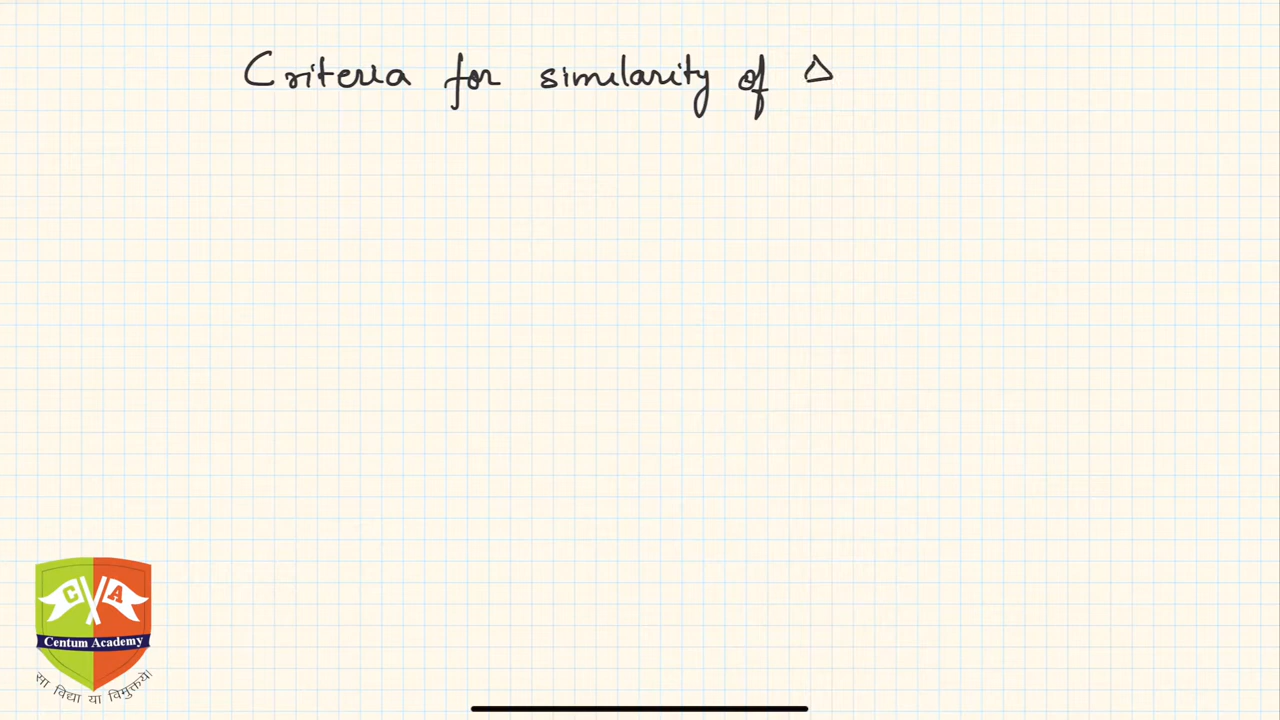 Criteria for similarity of Δ
C A
Centum Academy
सा विद्या या विमुक्तये।